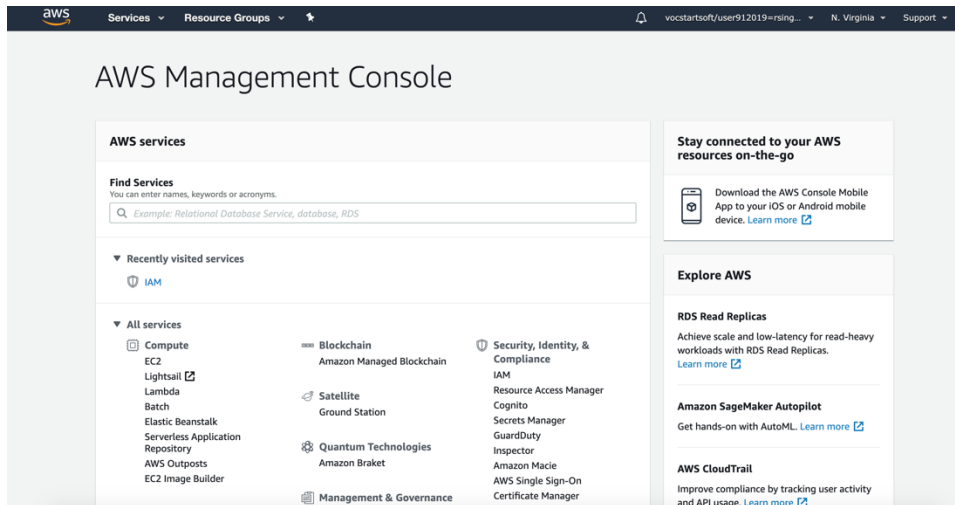 aws
Services
Resource Groups
vocstartsoft/user912019=rsing...
N. Virginia
Support
AWS Management Console
AWS services
Find Services
You can enter names, keywords or acronyms.
Example: Relational Database Service, database, RDS
Recently visited services
IAM
All services
Compute
EC2
Lightsail
Lambda
Batch
Elastic Beanstalk
Serverless Application
Repository
AWS Outposts
EC2 Image Builder
Blockchain
Amazon Managed Blockchain
Satellite
Ground Station
Quantum Technologies
Amazon Braket
Management & Governance
Security, Identity, &
Compliance
IAM
Resource Access Manager
Cognito
Secrets Manager
GuardDuty
Inspector
Amazon Macie
AWS Single Sign-On
Certificate Manager
Stay connected to your AWS
resources on-the-go
Download the AWS Console Mobile
App to your iOS or Android mobile
device. Learn more
Explore AWS
RDS Read Replicas
Achieve scale and low-latency for read-heavy
workloads with RDS Read Replicas.
Learn more
Amazon SageMaker Autopilot
Get hands-on with AutoML. Learn more
AWS CloudTrail
Improve compliance by tracking user activity
and API usage. Learn more